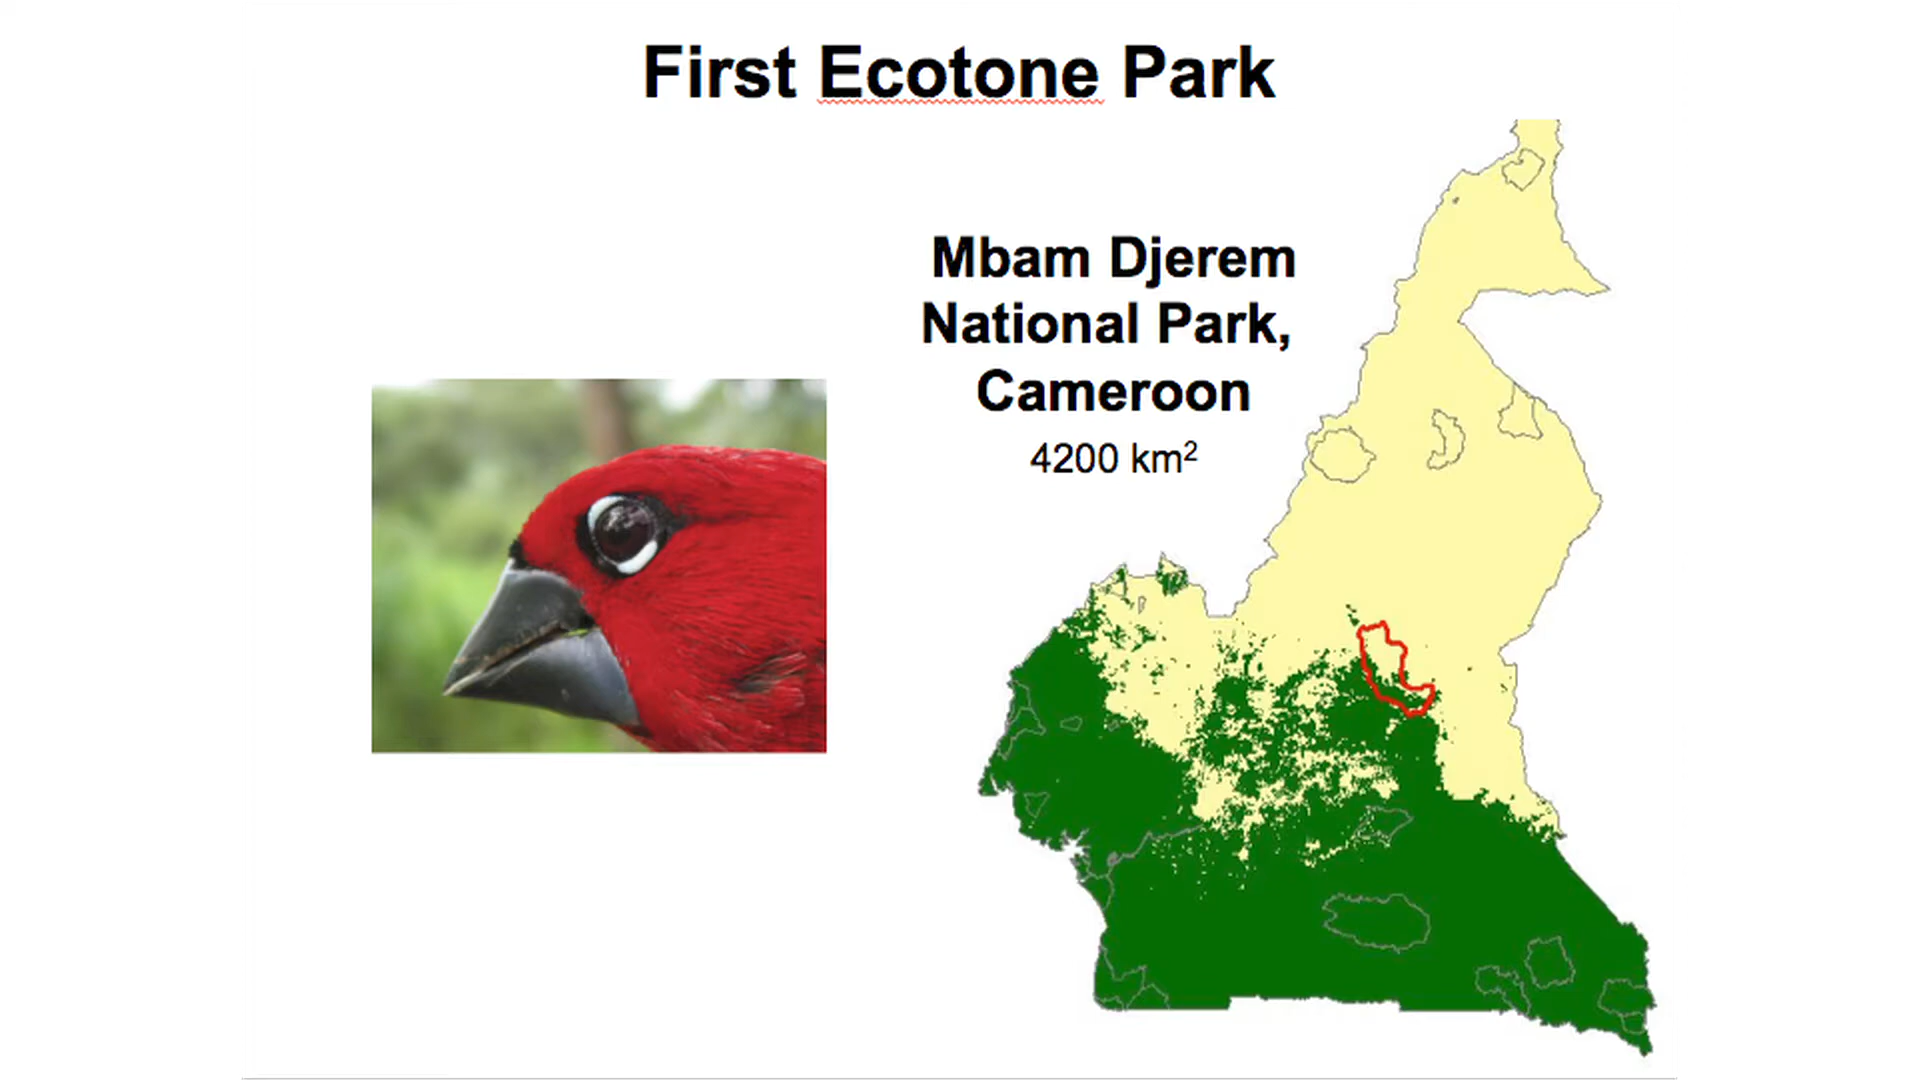 First Ecotone Park
Mbam Djerem
National Park,
Cameroon
4200 km²